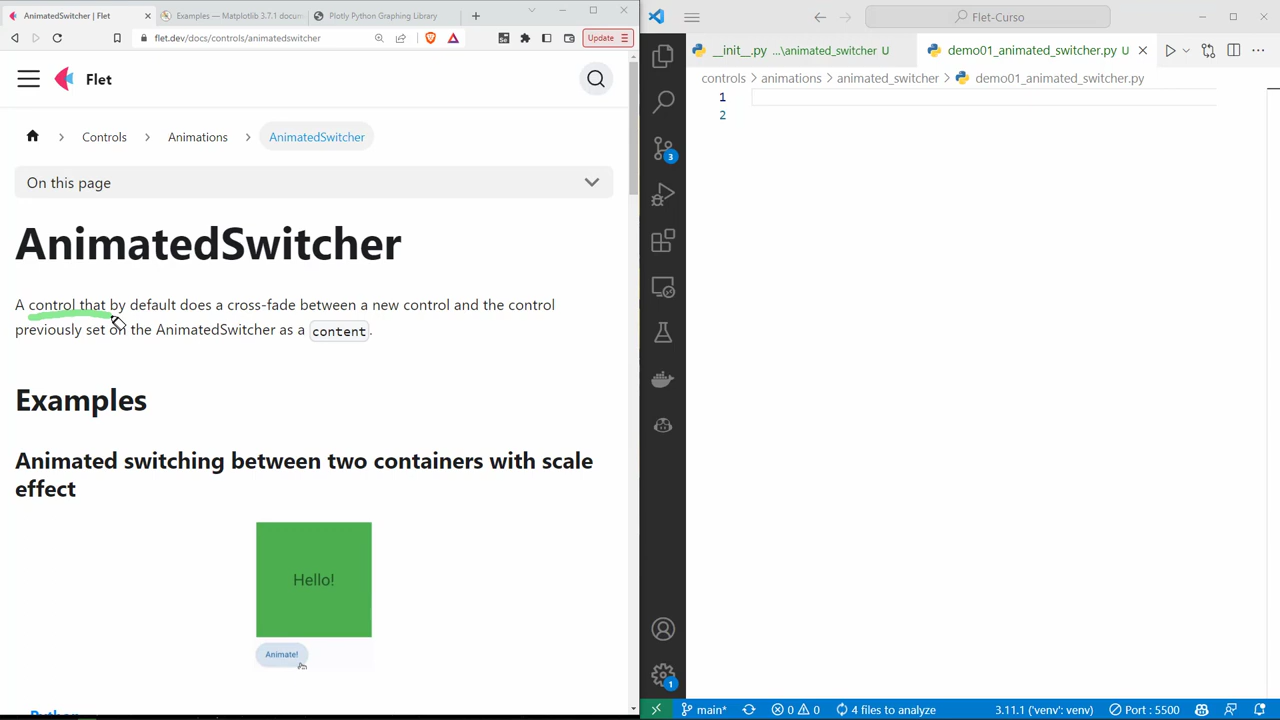 AnimatedSwitcher | Flet
Examples — Matplotlib 3.7.1 docum
Plotly Python Graphing Library
flet.dev/docs/controls/animatedswitcher
Update
Flet
Controls
Animations
AnimatedSwitcher
On this page
AnimatedSwitcher
A control that by default does a cross-fade between a new control and the control
previously set on the AnimatedSwitcher as a content.
Examples
Animated switching between two containers with scale
effect
Hello!
Animate!
Python
Flet-Curso
__init__.py ...\animated_switcher U
demo01_animated_switcher.py U
controls > animations > animated_switcher > demo01_animated_switcher.py
1
2
3
1
main*
0 0
4 files to analyze
3.11.1 ('venv': venv)
Port : 5500